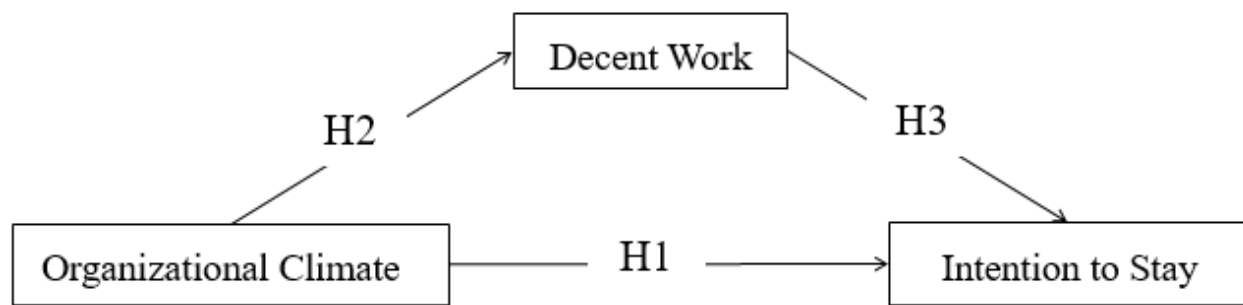 Decent Work
H2
H3
Organizational Climate
H1
Intention to Stay